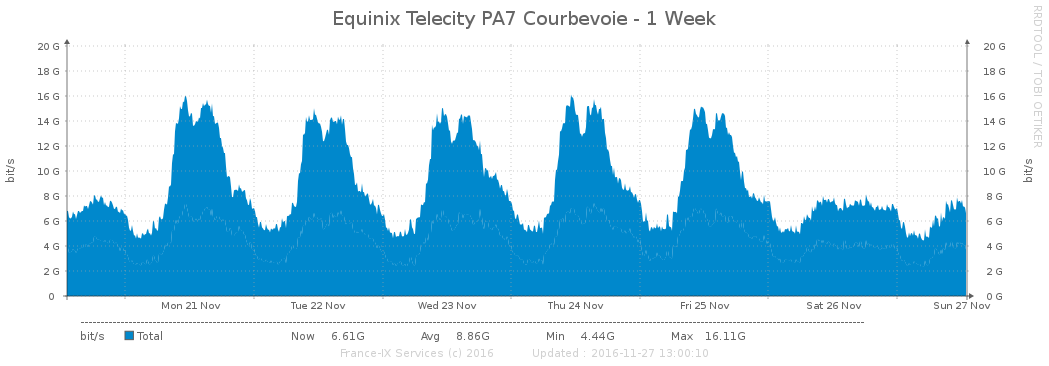 Equinix Telecity PA7 Courbevoie - 1 Week
RRDTOOL / TOBI OETIKER
20 G 20 G
18 G 18 G
16 G 16 G
14 G 14 G
12 G 12 G
10 G 10 G
8 G 8 G
6 G 6 G
4 G 4 G
2 G 2 G
0 0 G
bit/s
bit/s
Mon 21 Nov Tue 22 Nov Wed 23 Nov Thu 24 Nov Fri 25 Nov Sat 26 Nov Sun 27 Nov
bit/s Total Now 6.61G Avg 8.86G Min 4.44G Max 16.11G
France-IX Services (c) 2016 Updated : 2016-11-27 13:00:10